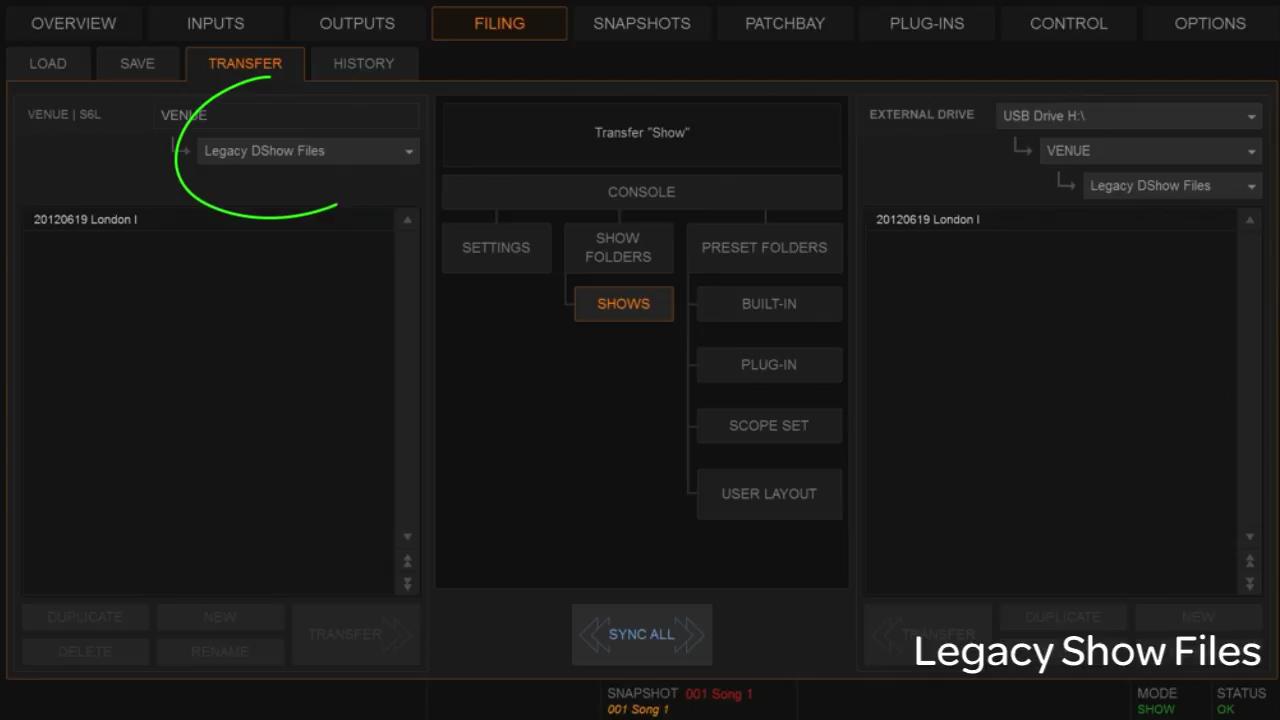 OVERVIEW INPUTS OUTPUTS FILING SNAPSHOTS PATCHBAY PLUG-INS CONTROL OPTIONS
LOAD SAVE TRANSFER HISTORY
VENUE | S6L VENUE
Legacy DShow Files
20120619 London I
DUPLICATE NEW
DELETE RENAME
TRANSFER
Transfer "Show"
CONSOLE
SETTINGS
SHOW
FOLDERS
PRESET FOLDERS
SHOWS
BUILT-IN
PLUG-IN
SCOPE SET
USER LAYOUT
SYNC ALL
EXTERNAL DRIVE USB Drive H:\
VENUE
Legacy DShow Files
20120619 London I
TRANSFER
DUPLICATE NEW
Legacy Show Files
SNAPSHOT 001 Song 1
001 Song 1
MODE
SHOW
STATUS
OK